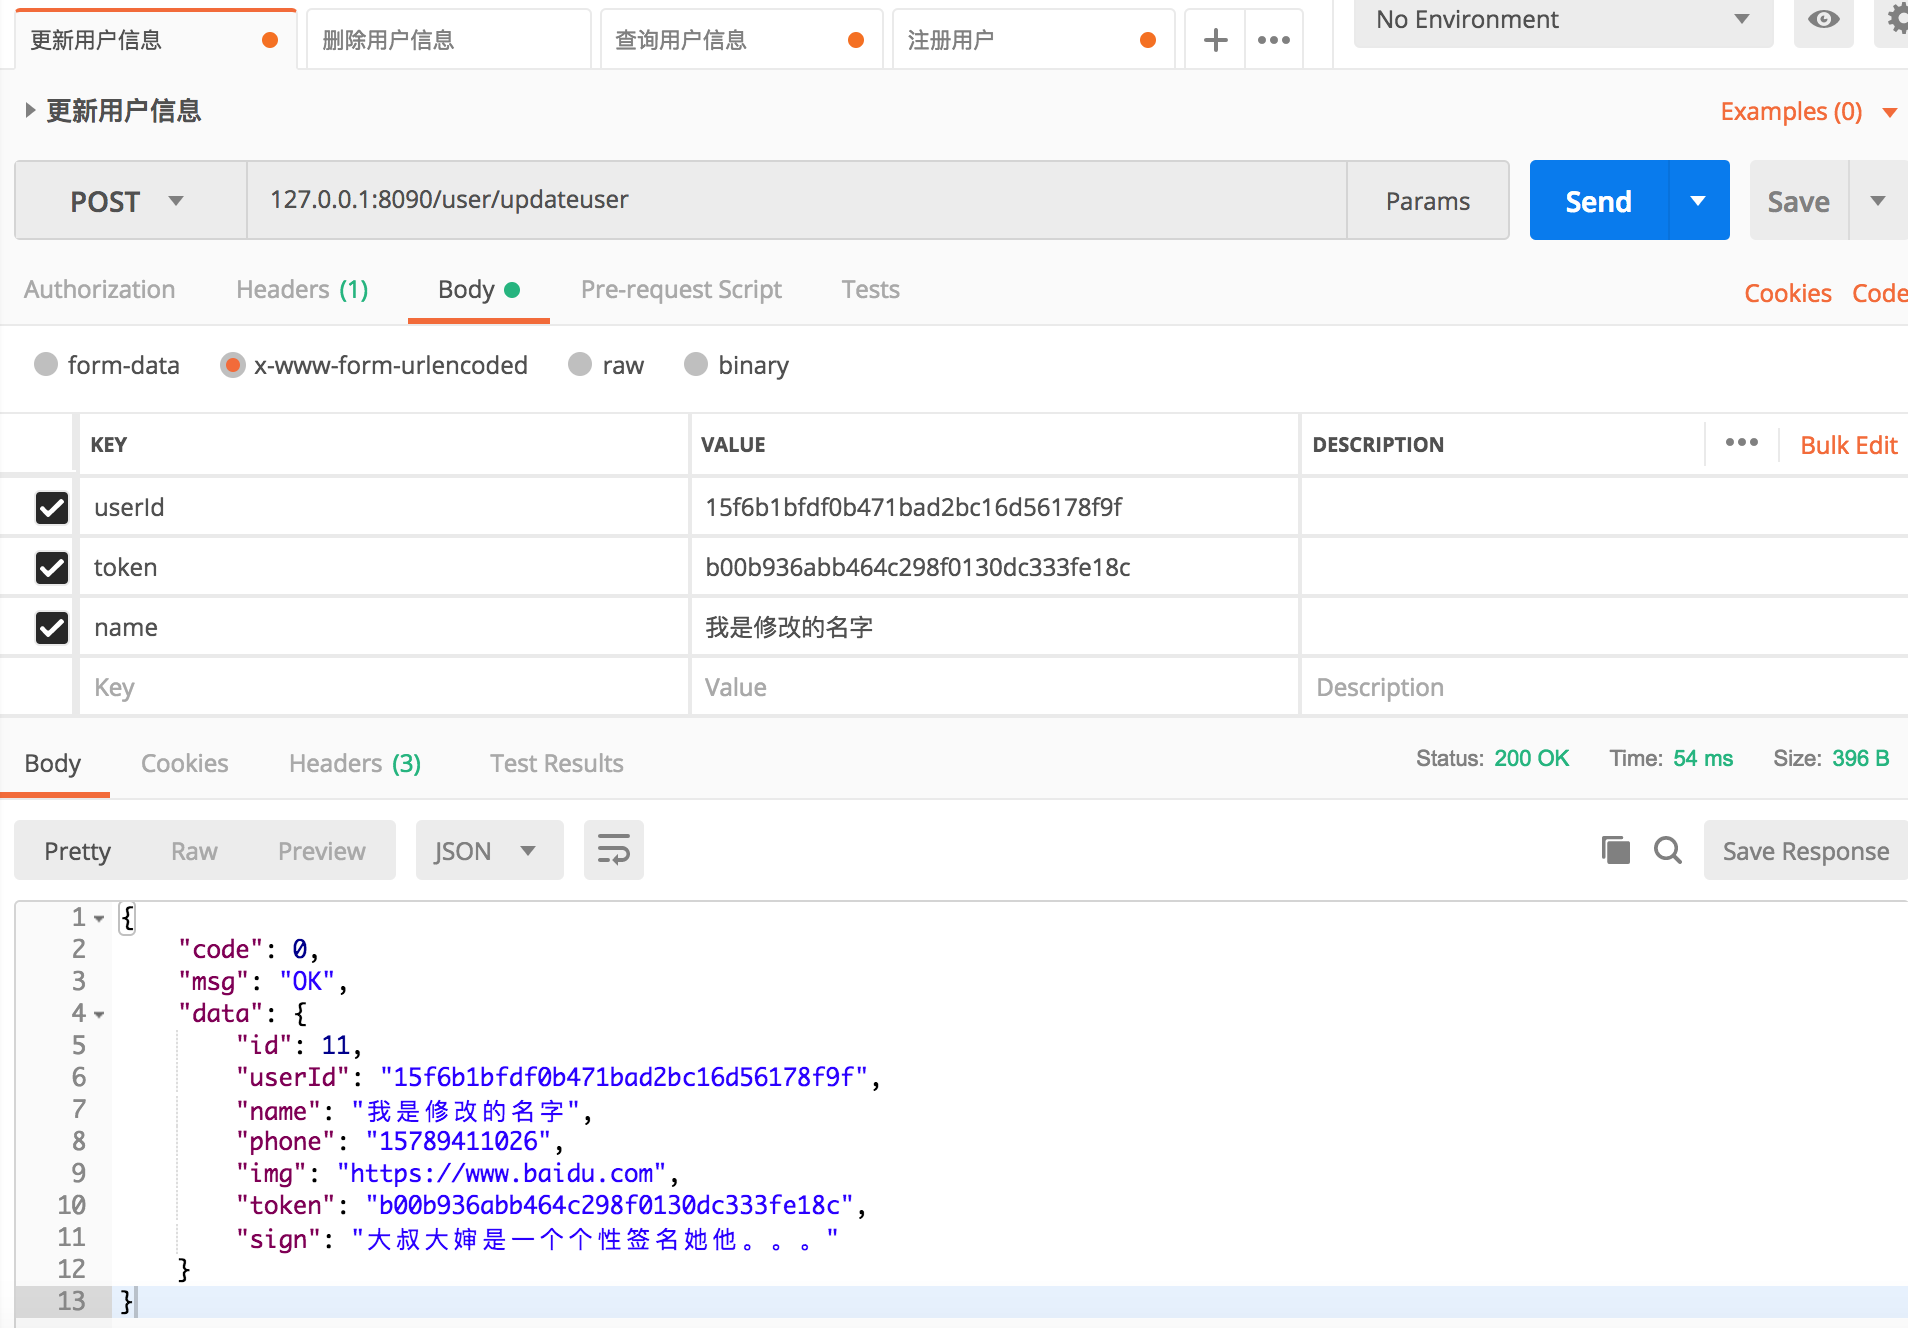 更新用户信息 删除用户信息 查询用户信息 注册用户 No Environment
更新用户信息 Examples (0)
POST 127.0.0.1:8090/user/updateuser Params Send Save
Authorization Headers (1) Body Pre-request Script Tests Cookies Code
form-data x-www-form-urlencoded raw binary
KEY VALUE DESCRIPTION Bulk Edit
userId 15f6b1bfdf0b471bad2bc16d56178f9f
token b00b936abb464c298f0130dc333fe18c
name 我是修改的名字
Key Value Description
Body Cookies Headers (3) Test Results Status: 200 OK Time: 54 ms Size: 396 B
Pretty Raw Preview JSON Save Response
1 {
2 "code": 0,
3 "msg": "OK",
4 "data": {
5 "id": 11,
6 "userId": "15f6b1bfdf0b471bad2bc16d56178f9f",
7 "name": "我是修改的名字",
8 "phone": "15789411026",
9 "img": "https://www.baidu.com",
10 "token": "b00b936abb464c298f0130dc333fe18c",
11 "sign": "大叔大婶是一个个性签名她他。。。"
12 }
13 }